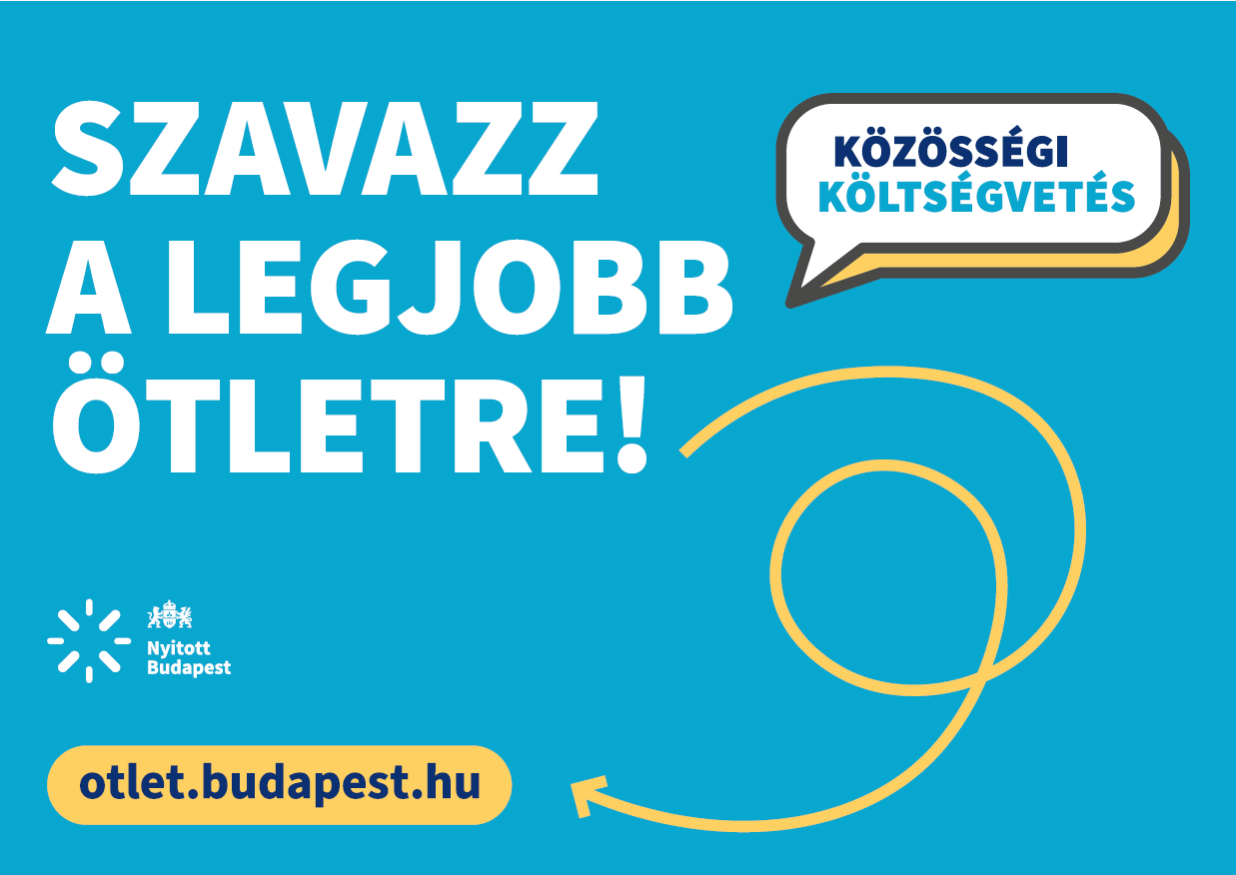 SZAVAZZ
A LEGJOBB
ÖTLETRE!
KÖZÖSSÉGI
KÖLTSÉGVETÉS
Nyitott
Budapest
otlet.budapest.hu